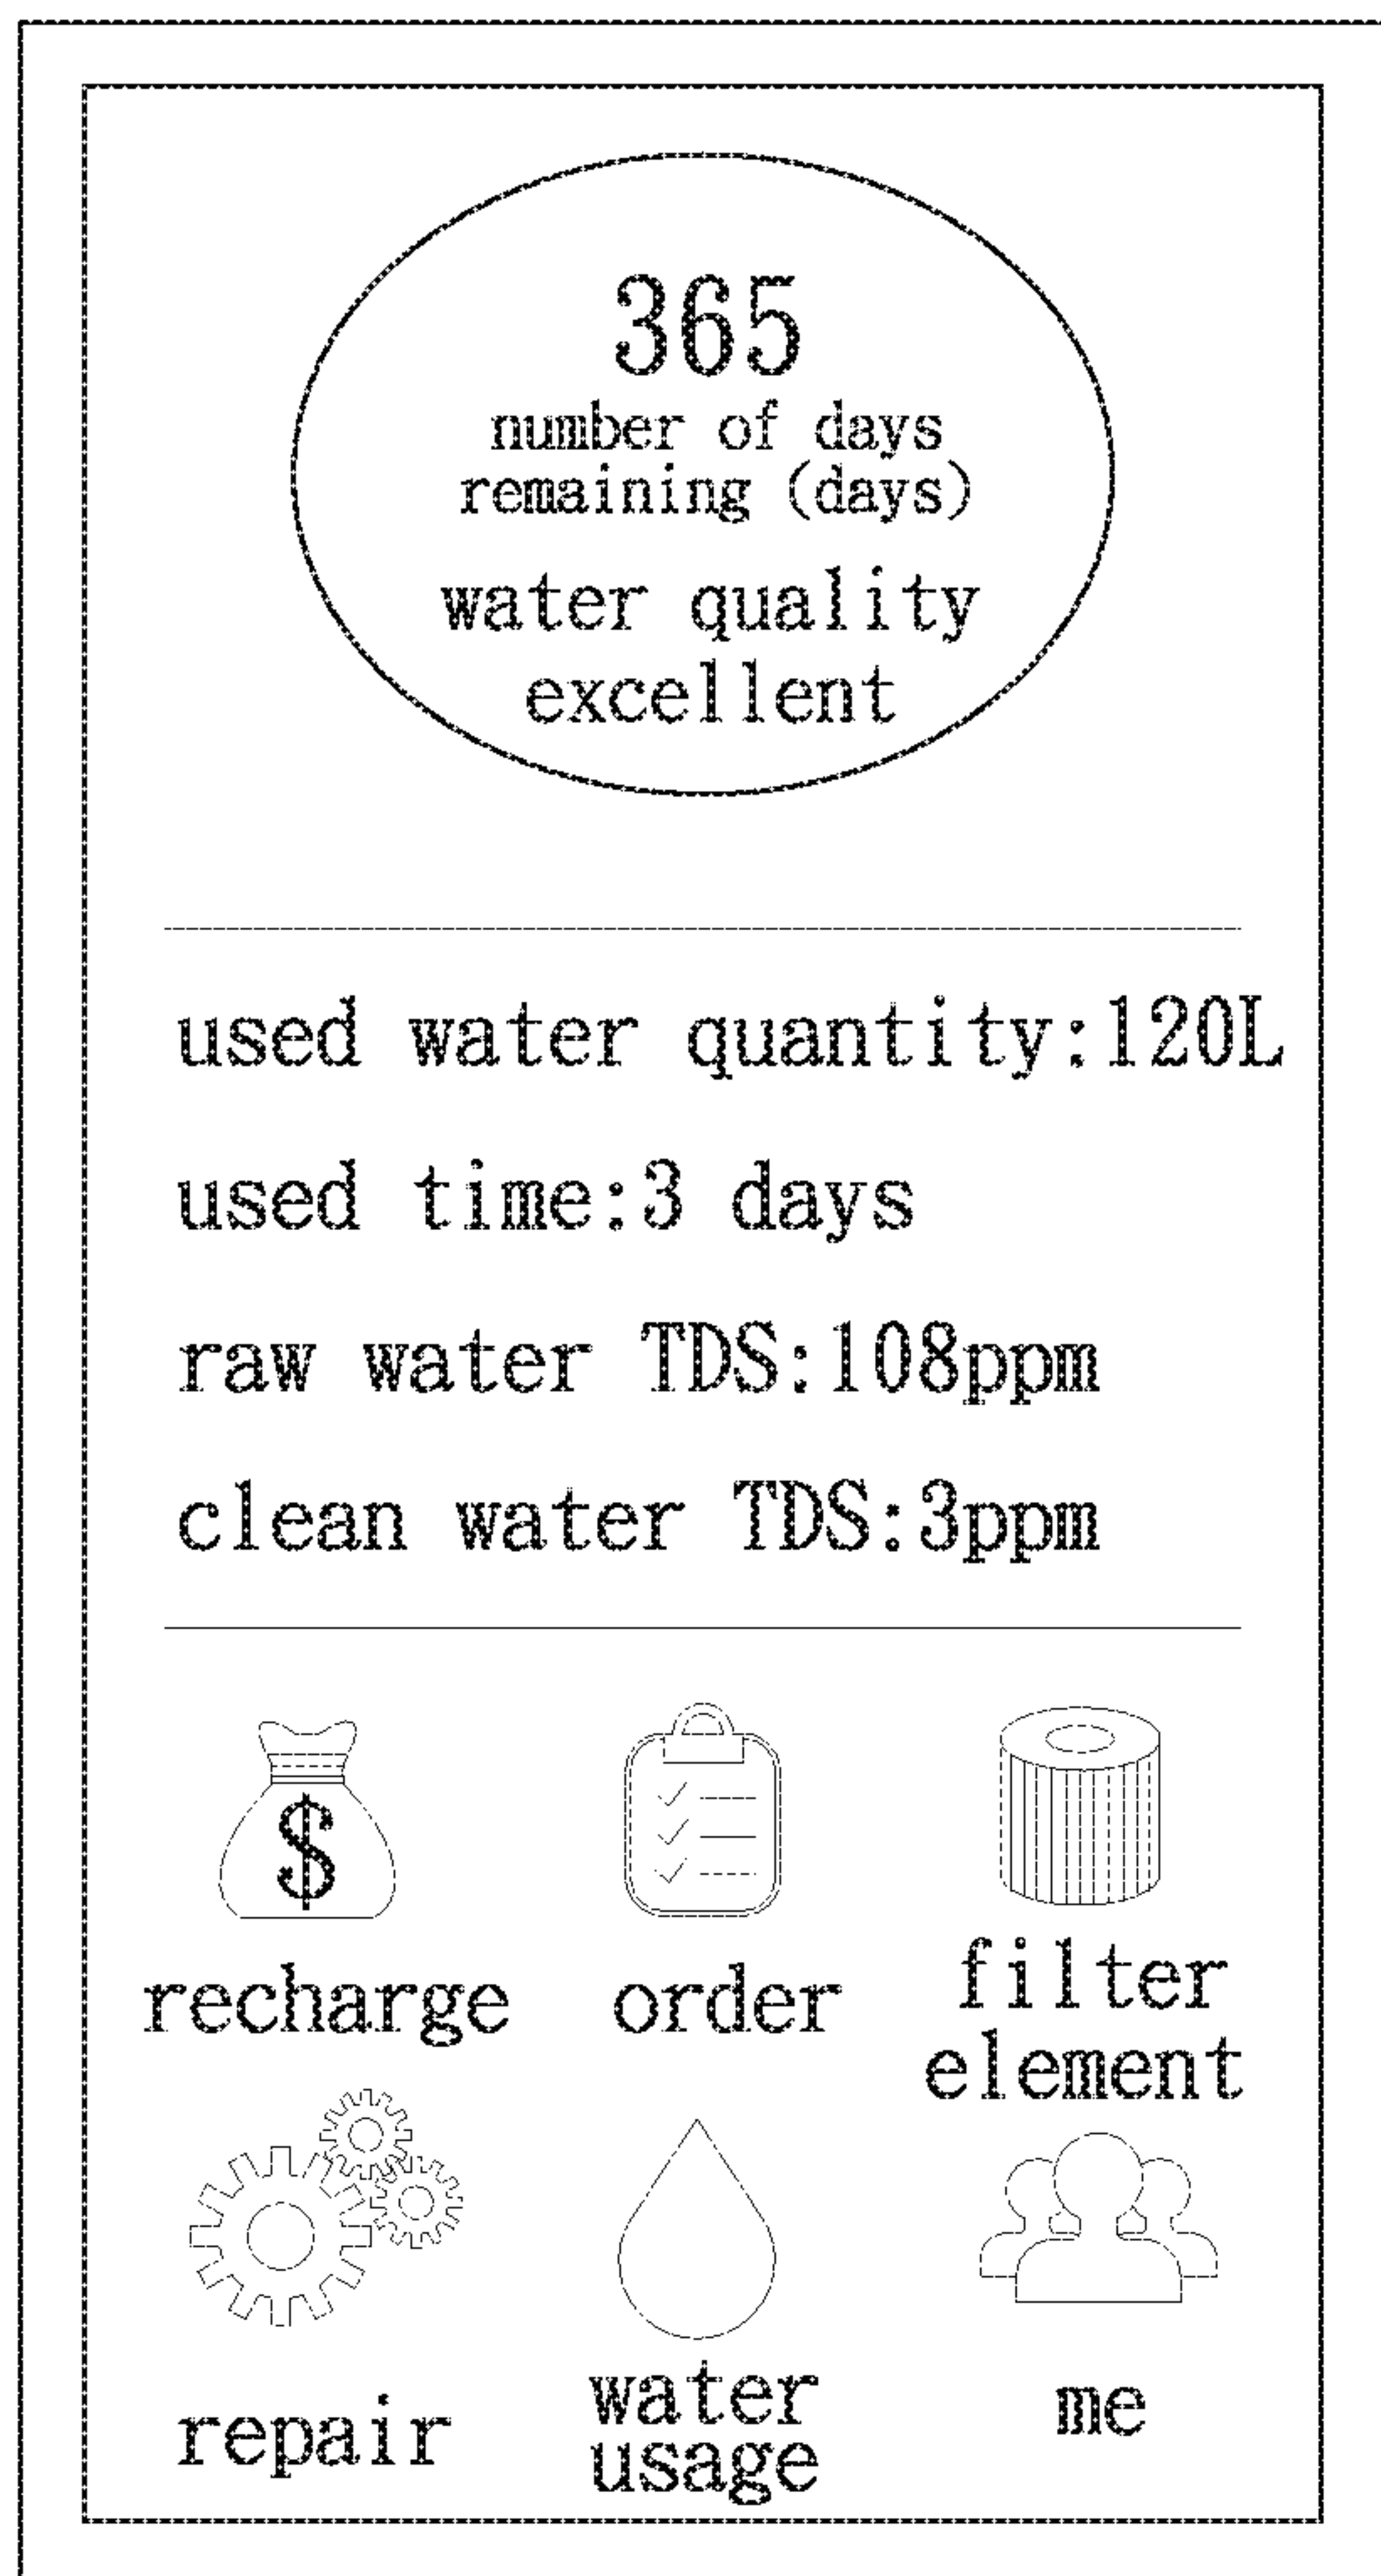 365
number of days
remaining (days)
water quality
excellent
used water quantity:120L
used time:3 days
raw water TDS:108ppm
clean water TDS:3ppm
$
recharge
order
filter
element
repair
water
usage
me